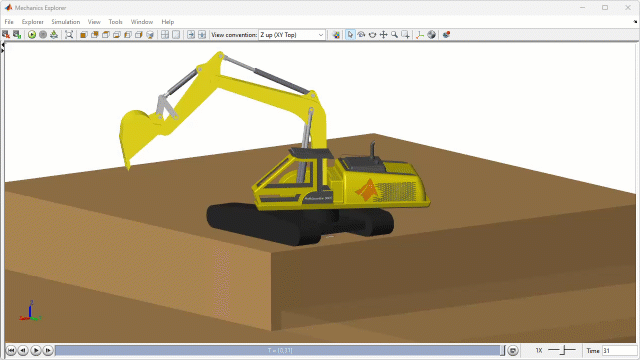 Mechanics Explorer
File Explorer Simulation View Tools Window Help
View convention: Z up (XY Top)
T = [0,31]
1X Time 31